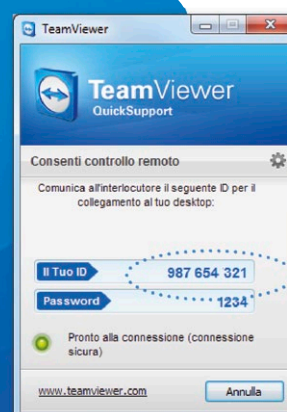 TeamViewer
TeamViewer
QuickSupport
Consenti controllo remoto
Comunica all'interlocutore il seguente ID per il
collegamento al tuo desktop:
Il Tuo ID 987 654 321
Password 1234
Pronto alla connessione (connessione
sicura)
www.teamviewer.com Annulla